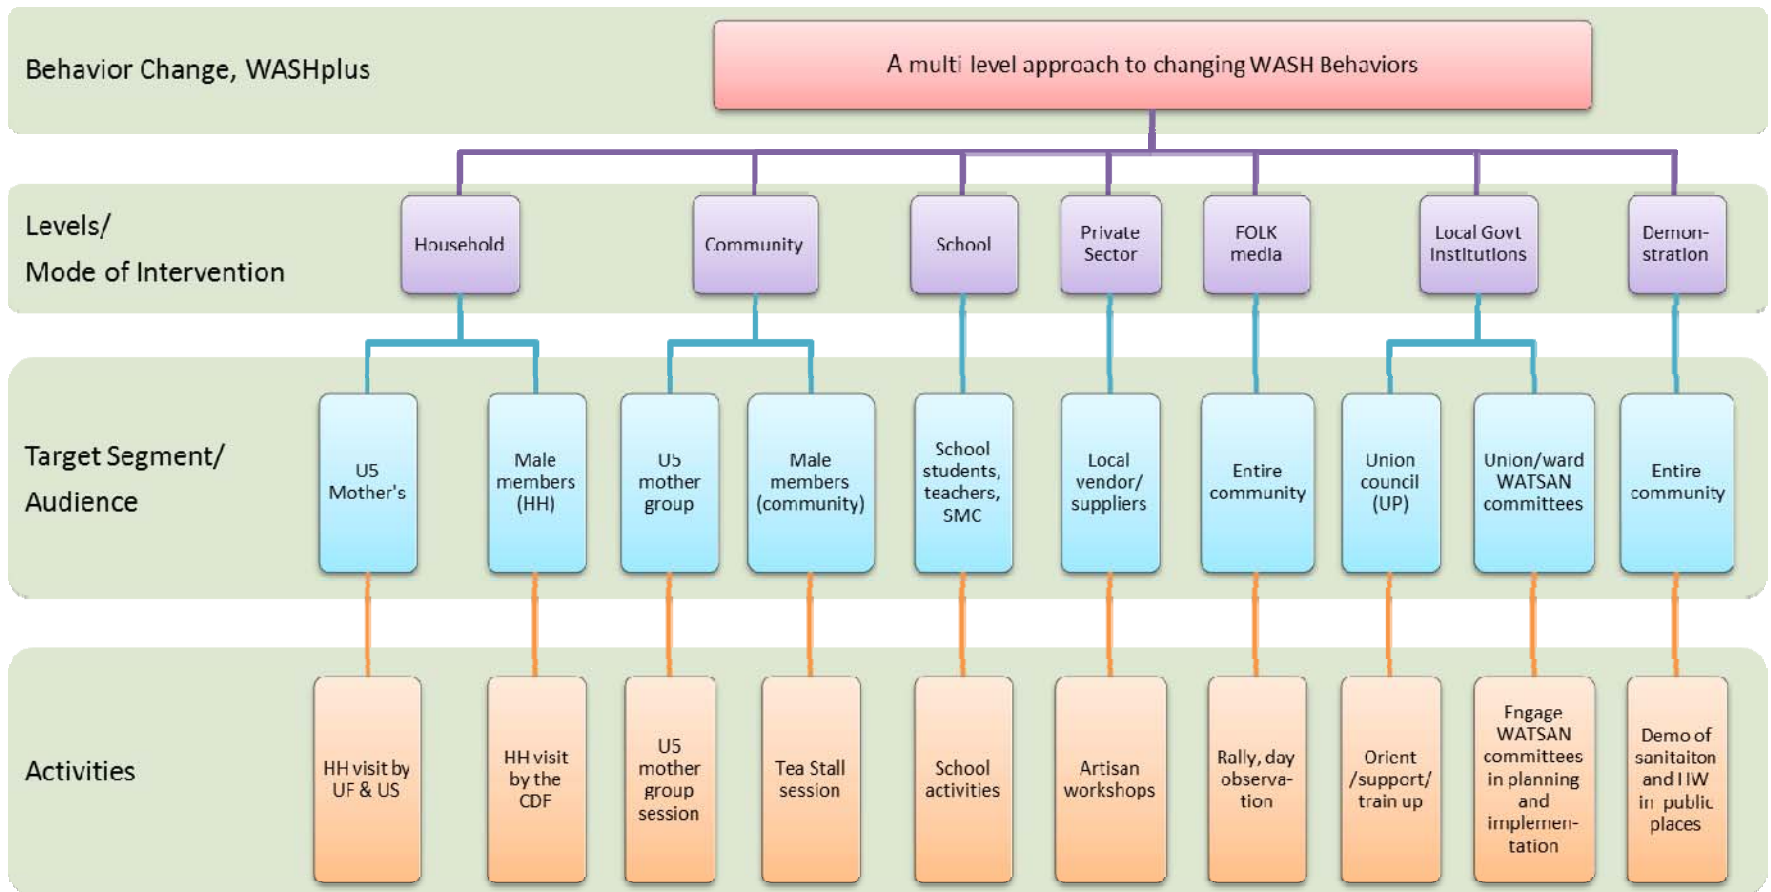 Behavior Change, WASHplus
A multi level approach to changing WASH Behaviors
Levels/
Mode of Intervention
Household
Community
School
Private
Sector
FOLK
media
Local Govt
Institutions
Demon-
stration
Target Segment/
Audience
U5
Mother's
Male
members
(HH)
U5
mother
group
Male
members
(community)
School
students,
teachers,
SMC
Local
vendor/
suppliers
Entire
community
Union
council
(UP)
Union/ward
WATSAN
committees
Entire
community
Activities
HH visit by
UF & US
HH visit
by the
CDF
U5
mother
group
session
Tea Stall
session
School
activities
Artisan
workshops
Rally, day
observa-
tion
Orient
/support/
train up
Engage
WATSAN
committees
in planning
and
implemen-
tation
Demo of
sanitaiton
and HW
in public
places